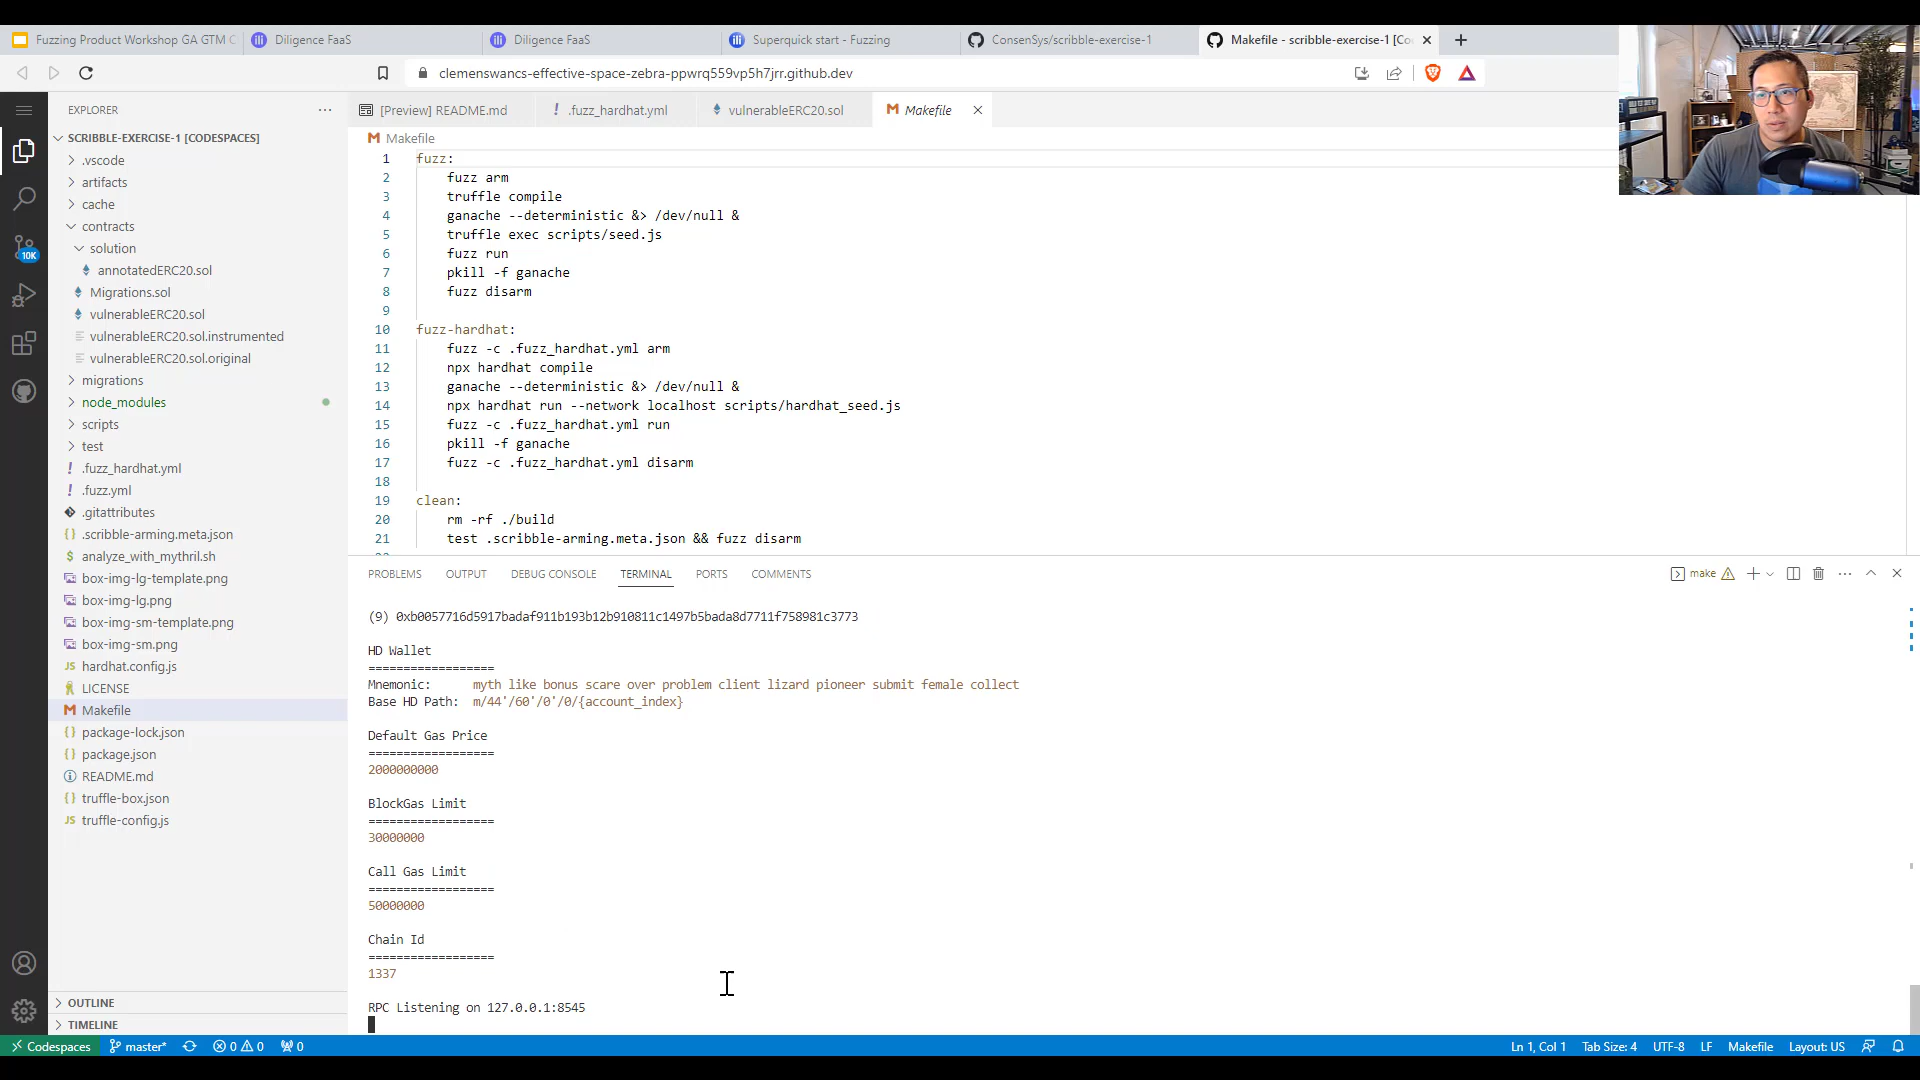 Fuzzing Product Workshop GA GTM C
Diligence FaaS
Diligence FaaS
Superquick start - Fuzzing
ConsenSys/scribble-exercise-1
Makefile - scribble-exercise-1 [Co
clemenswancs-effective-space-zebra-ppwrq559vp5h7jrr.github.dev
EXPLORER
SCRIBBLE-EXERCISE-1 [CODESPACES]
.vscode
artifacts
cache
contracts
solution
annotatedERC20.sol
Migrations.sol
vulnerableERC20.sol
vulnerableERC20.sol.instrumented
vulnerableERC20.sol.original
migrations
node_modules
scripts
test
.fuzz_hardhat.yml
.fuzz.yml
.gitattributes
.scribble-arming.meta.json
analyze_with_mythril.sh
box-img-lg-template.png
box-img-lg.png
box-img-sm-template.png
box-img-sm.png
hardhat.config.js
LICENSE
Makefile
package-lock.json
package.json
README.md
truffle-box.json
truffle-config.js
OUTLINE
TIMELINE
10K
[Preview] README.md
.fuzz_hardhat.yml
vulnerableERC20.sol
Makefile
Makefile
1 fuzz:
2 fuzz arm
3 truffle compile
4 ganache --deterministic &> /dev/null &
5 truffle exec scripts/seed.js
6 fuzz run
7 pkill -f ganache
8 fuzz disarm
9
10 fuzz-hardhat:
11 fuzz -c .fuzz_hardhat.yml arm
12 npx hardhat compile
13 ganache --deterministic &> /dev/null &
14 npx hardhat run --network localhost scripts/hardhat_seed.js
15 fuzz -c .fuzz_hardhat.yml run
16 pkill -f ganache
17 fuzz -c .fuzz_hardhat.yml disarm
18
19 clean:
20 rm -rf ./build
21 test .scribble-arming.meta.json && fuzz disarm
PROBLEMS OUTPUT DEBUG CONSOLE TERMINAL PORTS COMMENTS
make
(9) 0xb0057716d5917badaf911b193b12b910811c1497b5bada8d7711f758981c3773
HD Wallet
==================
Mnemonic: myth like bonus scare over problem client lizard pioneer submit female collect
Base HD Path: m/44'/60'/0'/0/{account_index}
Default Gas Price
==================
2000000000
BlockGas Limit
==================
30000000
Call Gas Limit
==================
50000000
Chain Id
==================
1337
RPC Listening on 127.0.0.1:8545
Codespaces master* 0 0 0
Ln 1, Col 1 Tab Size: 4 UTF-8 LF Makefile Layout: US